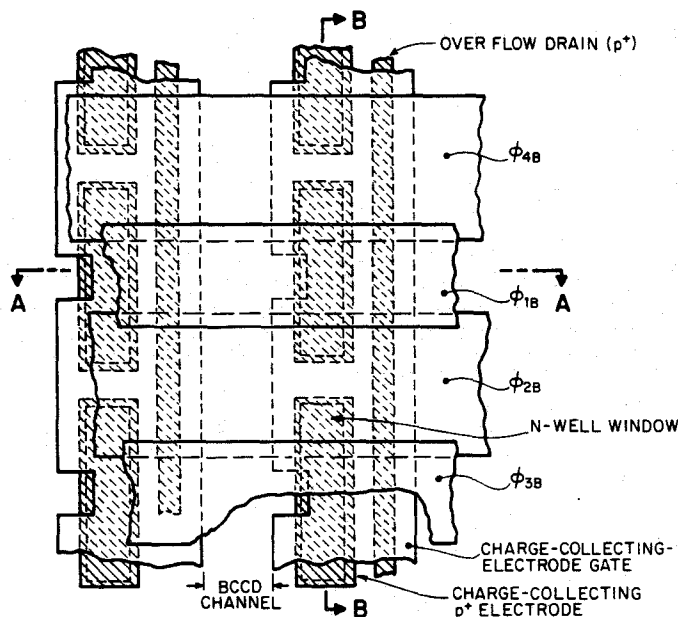 B
OVER FLOW DRAIN (p+)
ϕ4B
A
A
ϕ1B
ϕ2B
N-WELL WINDOW
ϕ3B
CHARGE-COLLECTING-
ELECTRODE GATE
BCCD
CHANNEL
CHARGE-COLLECTING
p+ ELECTRODE
B